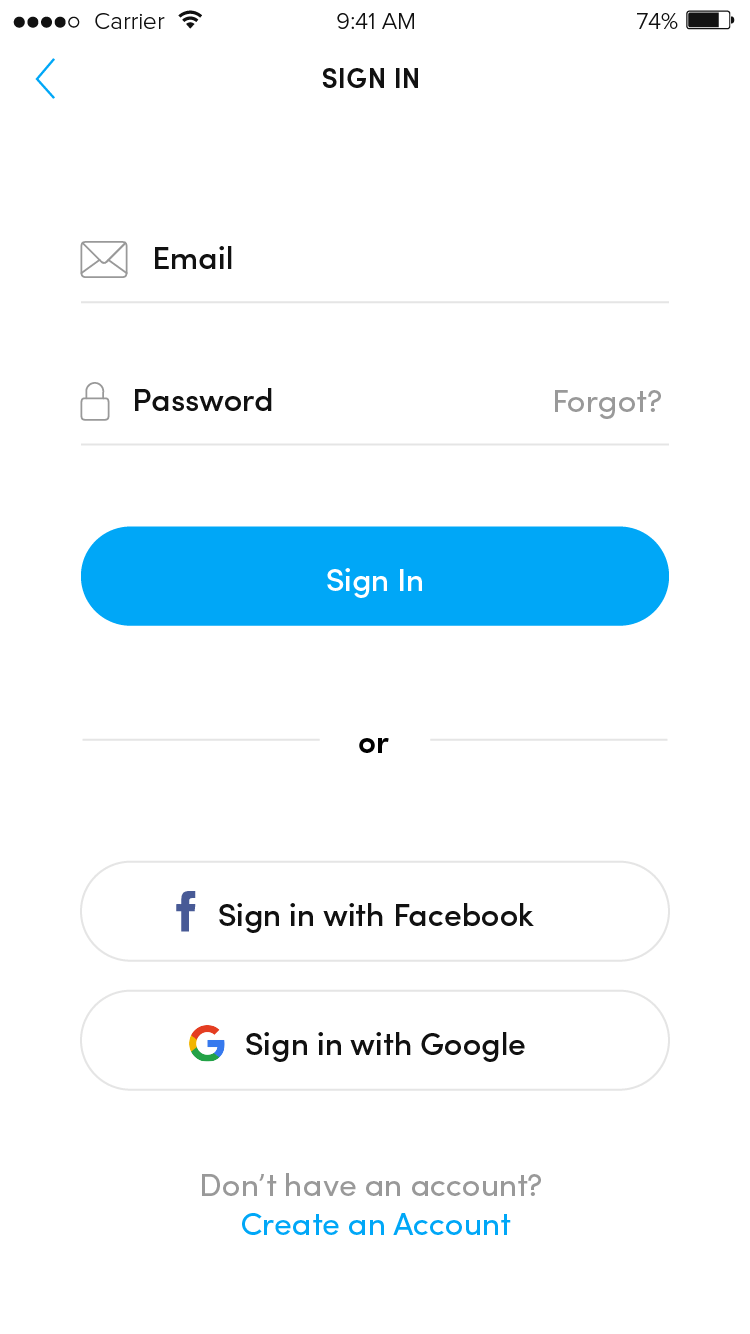 Carrier 9:41 AM 74%
SIGN IN
Email
Password Forgot?
Sign In
or
Sign in with Facebook
Sign in with Google
Don’t have an account?
Create an Account